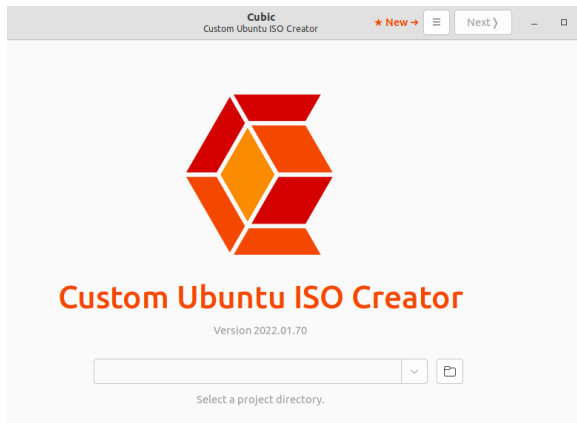 Cubic
Custom Ubuntu ISO Creator
★ New → ☰ Next ❭
Custom Ubuntu ISO Creator
Version 2022.01.70
Select a project directory.